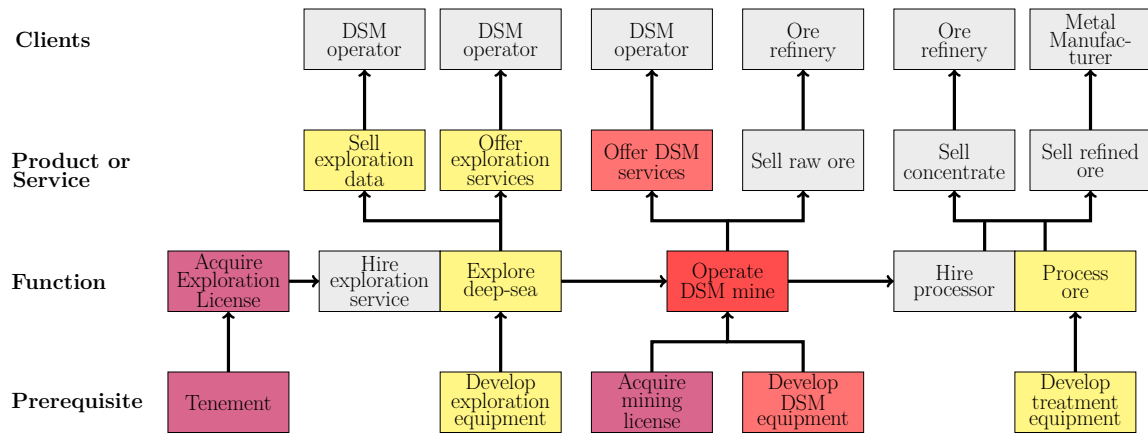 Clients
DSM
operator
DSM
operator
DSM
operator
Ore
refinery
Ore
refinery
Metal
Manufac-
turer
Product or
Service
Sell
exploration
data
Offer
exploration
services
Offer DSM
services
Sell raw ore
Sell
concentrate
Sell refined
ore
Function
Acquire
Exploration
License
Hire
exploration
service
Explore
deep-sea
Operate
DSM mine
Hire
processor
Process
ore
Prerequisite
Tenement
Develop
exploration
equipment
Acquire
mining
license
Develop
DSM
equipment
Develop
treatment
equipment